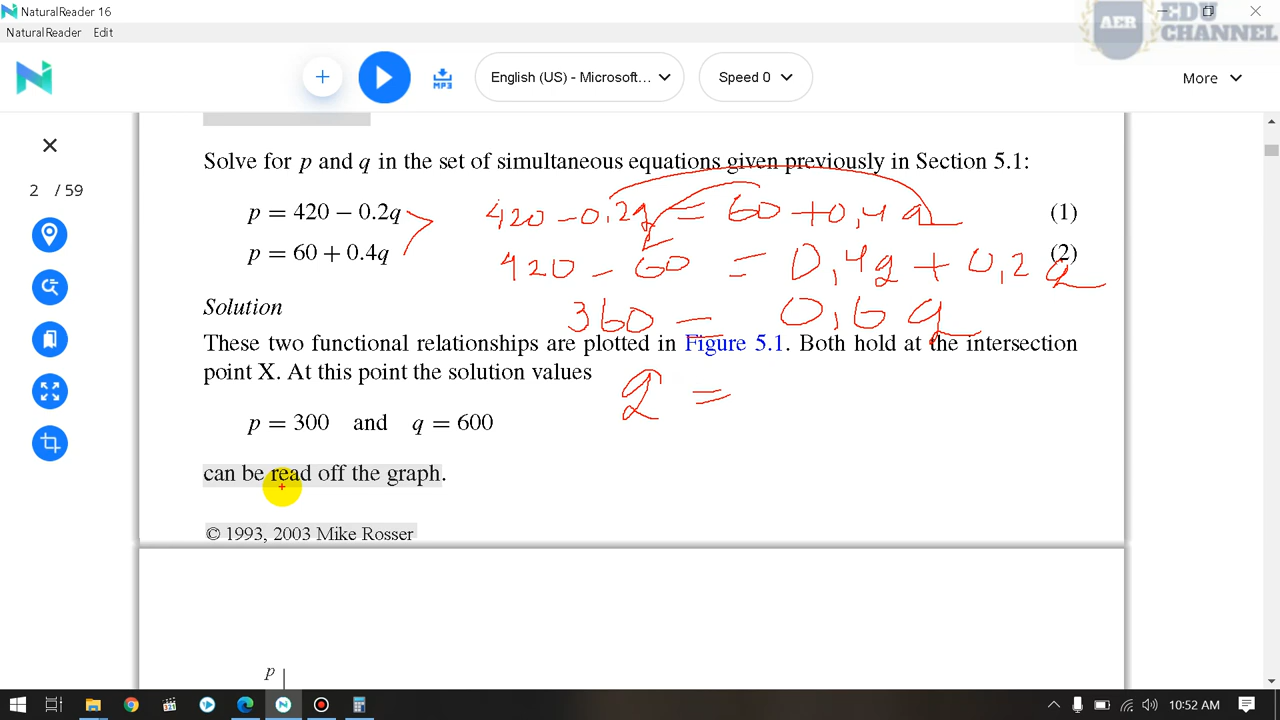 NaturalReader 16
AER EDU CHANNEL
NaturalReader Edit
English (US) - Microsoft...
Speed 0
More
MP3
2 / 59
Solve for p and q in the set of simultaneous equations given previously in Section 5.1:
p = 420 − 0.2q (1)
420 - 0,2q = 60 + 0,4q
p = 60 + 0.4q (2)
420 - 60 = 0,4q + 0,2q
Solution
360 = 0,6q
These two functional relationships are plotted in Figure 5.1. Both hold at the intersection
point X. At this point the solution values
q =
p = 300 and q = 600
can be read off the graph.
© 1993, 2003 Mike Rosser
p
10:52 AM